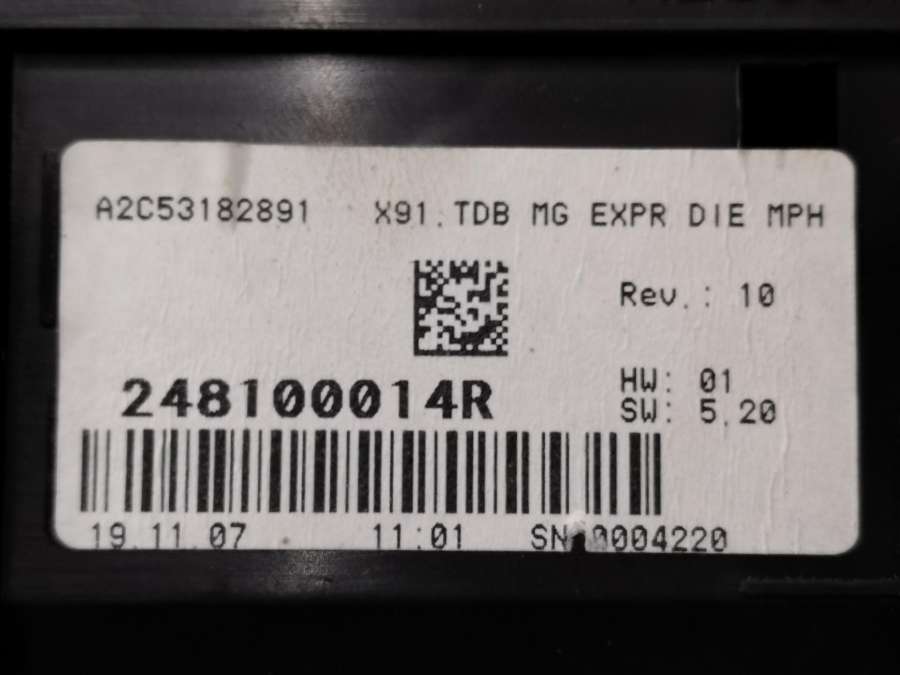 A2C53182891 X91.TDB MG EXPR DIE MPH
Rev.: 10
248100014R
HW: 01
SW: 5.20
19.11.07 11:01 SN 0004220